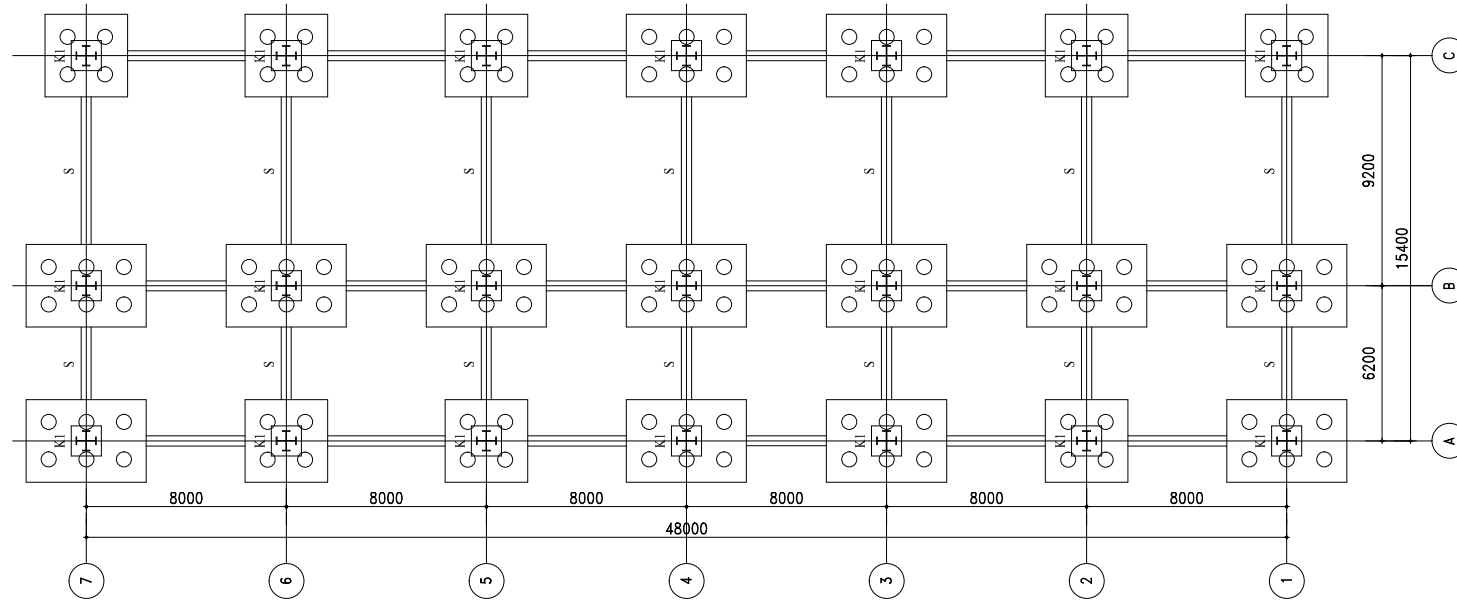 K1 K1 K1 K1 K1 K1 K1 C
S S S S S S S 9200
15400
K1 K1 K1 K1 K1 K1 K1 B
S S S S S S S 6200
K1 K1 K1 K1 K1 K1 K1 A
8000 8000 8000 8000 8000 8000
48000
7 6 5 4 3 2 1